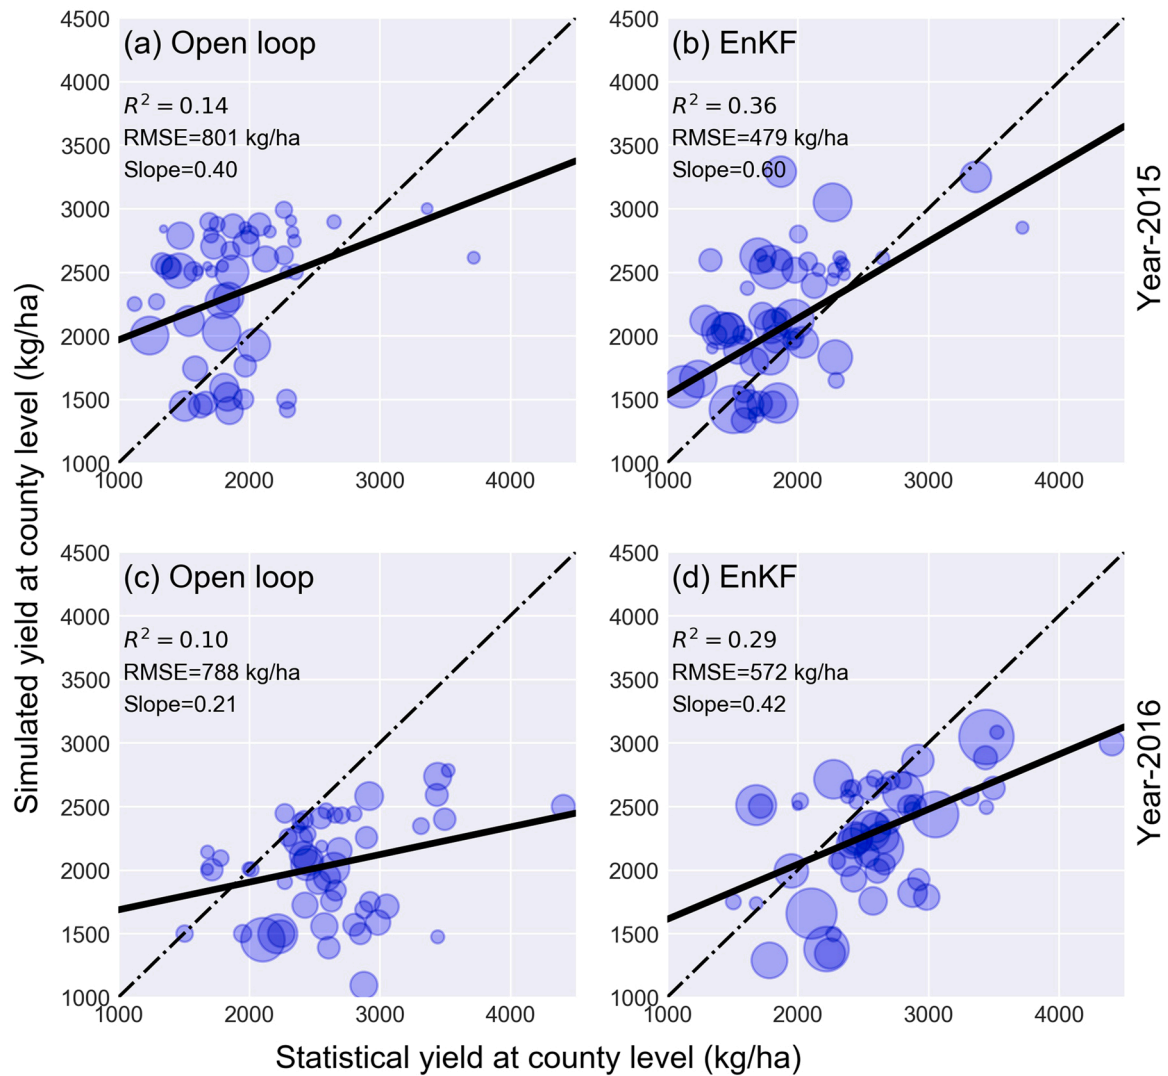 (a) Open loop
R² = 0.14
RMSE=801 kg/ha
Slope=0.40
4500
4000
3500
3000
2500
2000
1500
1000
1000 2000 3000 4000
(b) EnKF
R² = 0.36
RMSE=479 kg/ha
Slope=0.60
4500
4000
3500
3000
2500
2000
1500
1000
1000 2000 3000 4000
Year-2015
(c) Open loop
R² = 0.10
RMSE=788 kg/ha
Slope=0.21
4500
4000
3500
3000
2500
2000
1500
1000
1000 2000 3000 4000
(d) EnKF
R² = 0.29
RMSE=572 kg/ha
Slope=0.42
4500
4000
3500
3000
2500
2000
1500
1000
1000 2000 3000 4000
Year-2016
Simulated yield at county level (kg/ha)
Statistical yield at county level (kg/ha)